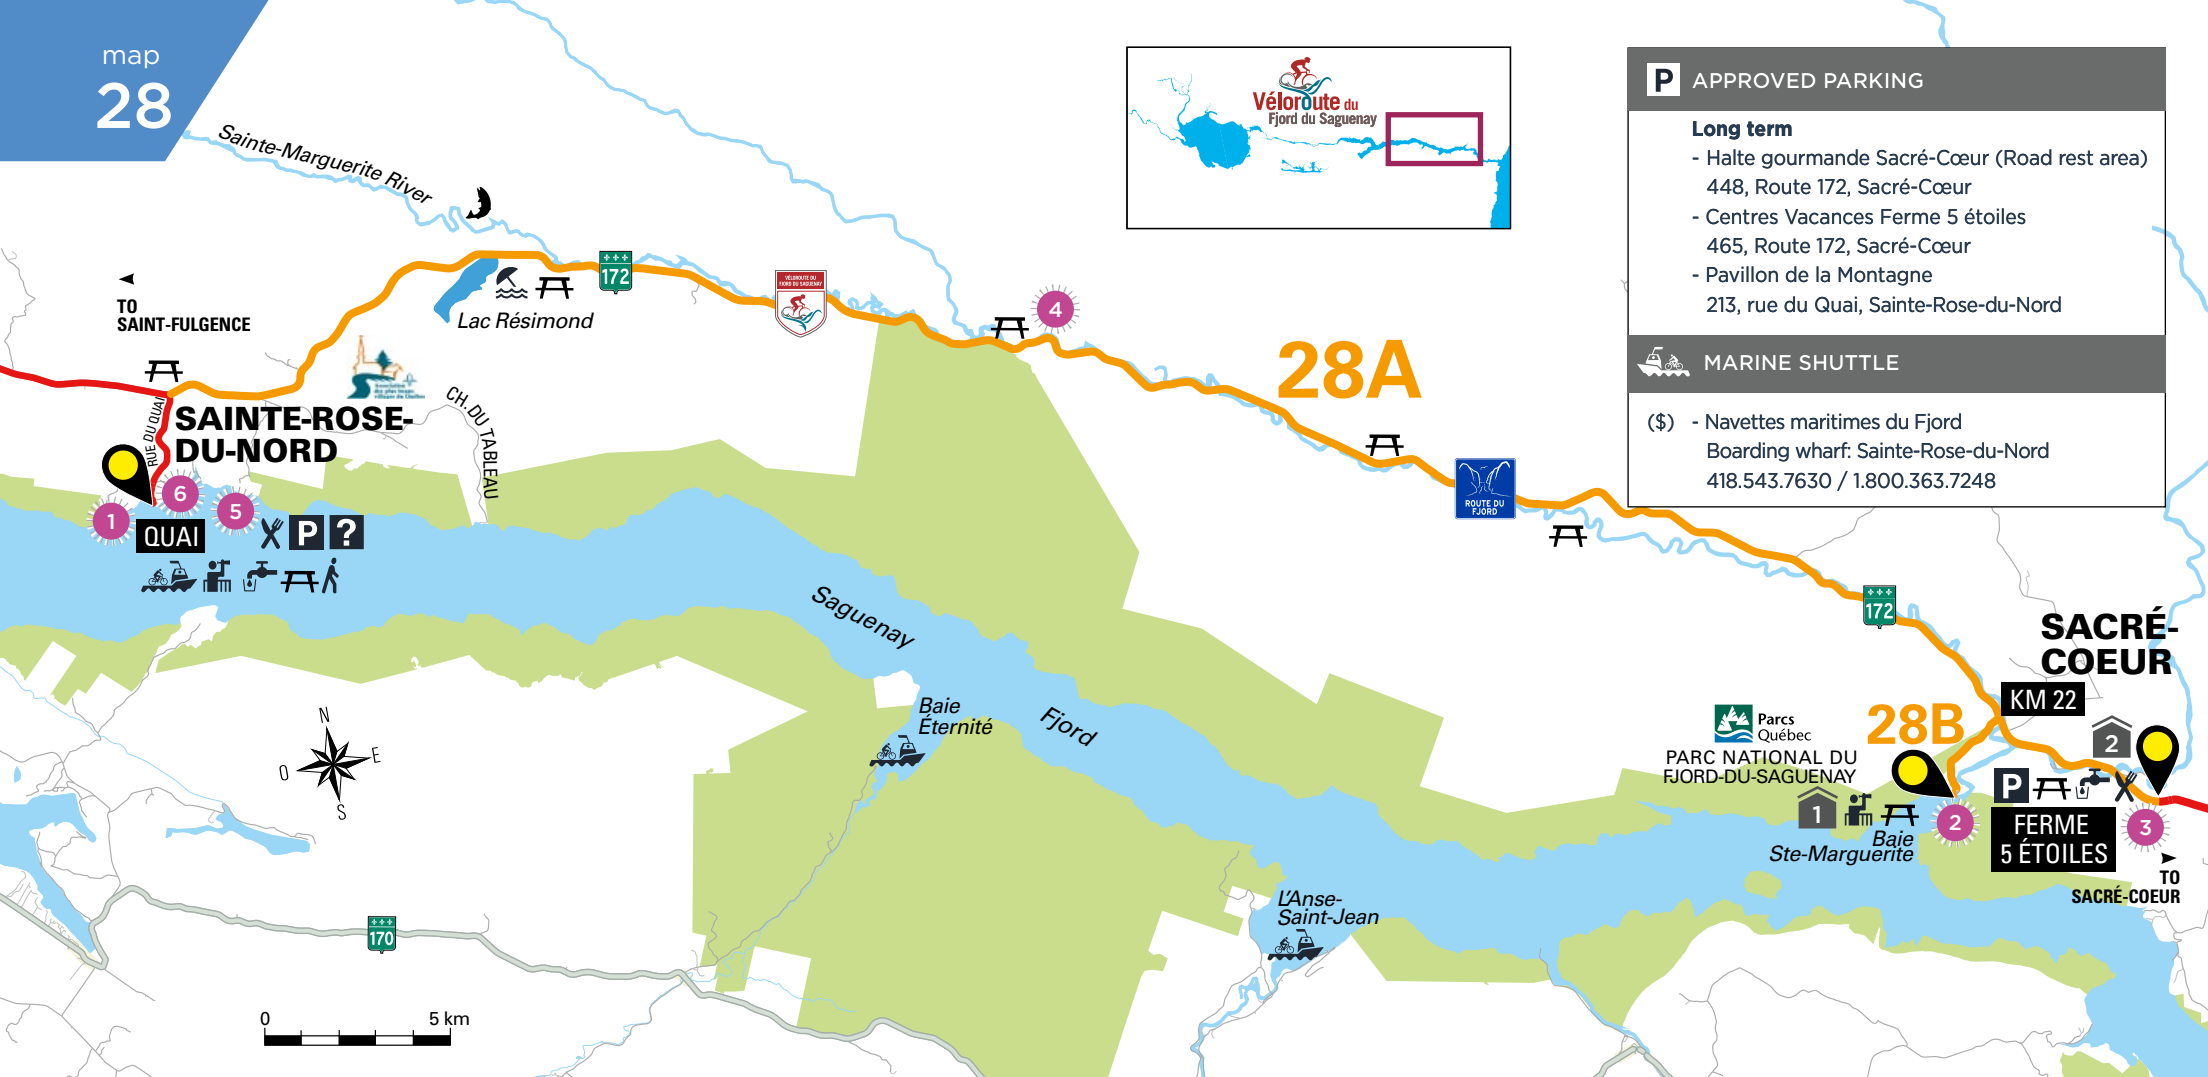 map
28
Sainte-Marguerite River
172
VÉLOROUTE DU
FJORD DU SAGUENAY
Véloroute du
Fjord du Saguenay
P APPROVED PARKING
Long term
- Halte gourmande Sacré-Cœur (Road rest area)
448, Route 172, Sacré-Cœur
- Centres Vacances Ferme 5 étoiles
465, Route 172, Sacré-Cœur
- Pavillon de la Montagne
213, rue du Quai, Sainte-Rose-du-Nord
MARINE SHUTTLE
($) - Navettes maritimes du Fjord
Boarding wharf: Sainte-Rose-du-Nord
418.543.7630 / 1.800.363.7248
TO
SAINT-FULGENCE
Lac Résimond
4
28A
CH. DU TABLEAU
RUE DU QUAI
SAINTE-ROSE-
DU-NORD
1
6
5
QUAI
P ?
ROUTE DU
FJORD
172
SACRÉ-
COEUR
KM 22
28B
Parcs
Québec
PARC NATIONAL DU
FJORD-DU-SAGUENAY
1
2
2
P
FERME
5 ÉTOILES
3
TO
SACRÉ-COEUR
Baie
Ste-Marguerite
Saguenay
Fjord
Baie
Éternité
L'Anse-
Saint-Jean
N
O
E
S
170
0 5 km